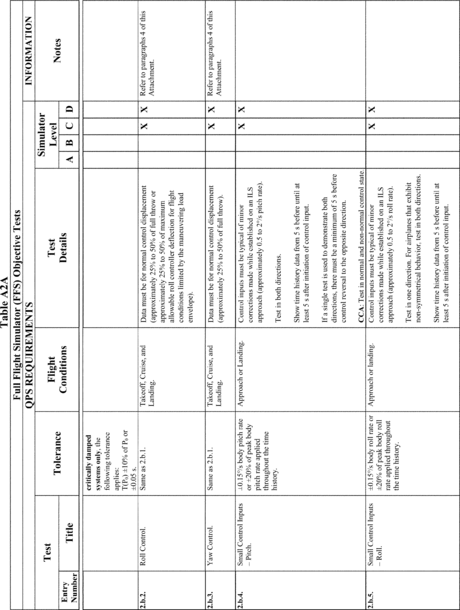 Table A2A
Full Flight Simulator (FFS) Objective Tests
QPS REQUIREMENTS
INFORMATION
Test
Tolerance
Flight
Conditions
Test
Details
Simulator
Level
Notes
Entry
Number
Title
A B C D
critically damped
systems only, the
following tolerance
applies:
T(P₀) ±10% of P₀ or
±0.05 s.
2.b.2.
Roll Control.
Same as 2.b.1.
Takeoff, Cruise, and
Landing.
Data must be for normal control displacement
(approximately 25% to 50% of full throw or
approximately 25% to 50% of maximum
allowable roll controller deflection for flight
conditions limited by the maneuvering load
envelope).
X X
Refer to paragraphs 4 of this
Attachment.
2.b.3.
Yaw Control.
Same as 2.b.1.
Takeoff, Cruise, and
Landing.
Data must be for normal control displacement
(approximately 25% to 50% of full throw).
X X
Refer to paragraphs 4 of this
Attachment.
2.b.4.
Small Control Inputs
– Pitch.
±0.15°/s body pitch rate
or ±20% of peak body
pitch rate applied
throughout the time
history.
Approach or Landing.
Control inputs must be typical of minor
corrections made while established on an ILS
approach (approximately 0.5 to 2°/s pitch rate).
Test in both directions.
Show time history data from 5 s before until at
least 5 s after initiation of control input.
If a single test is used to demonstrate both
directions, there must be a minimum of 5 s before
control reversal to the opposite direction.
CCA: Test in normal and non-normal control state.
X X
2.b.5.
Small Control Inputs
– Roll.
±0.15°/s body roll rate or
±20% of peak body roll
rate applied throughout
the time history.
Approach or landing.
Control inputs must be typical of minor
corrections made while established on an ILS
approach (approximately 0.5 to 2°/s roll rate).
Test in one direction. For airplanes that exhibit
non-symmetrical behavior, test in both directions.
Show time history data from 5 s before until at
least 5 s after initiation of control input.
X X